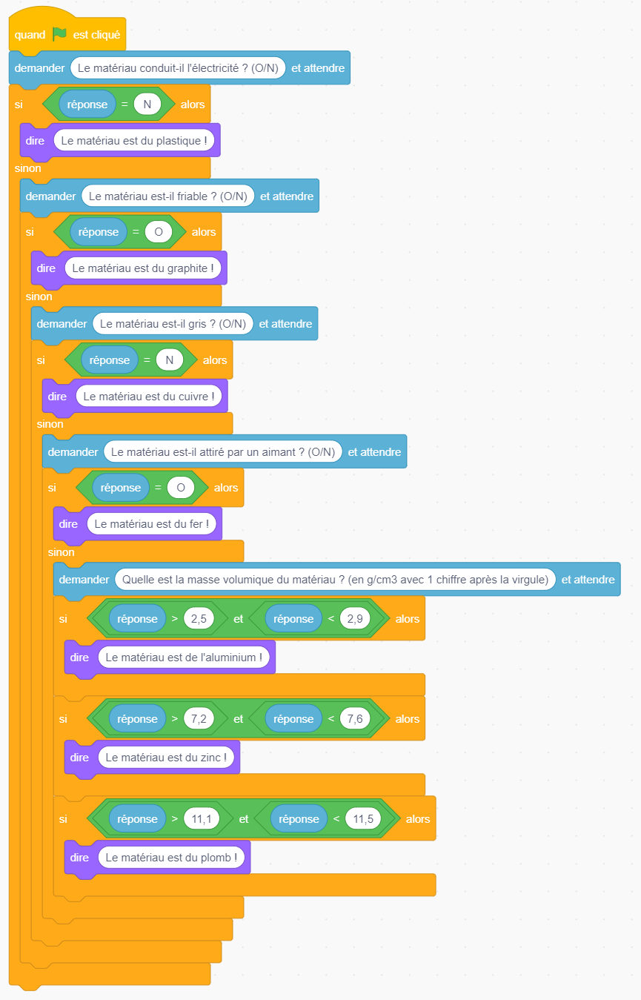 quand est cliqué
demander Le matériau conduit-il l'électricité ? (O/N) et attendre
si réponse = N alors
dire Le matériau est du plastique !
sinon
demander Le matériau est-il friable ? (O/N) et attendre
si réponse = O alors
dire Le matériau est du graphite !
sinon
demander Le matériau est-il gris ? (O/N) et attendre
si réponse = N alors
dire Le matériau est du cuivre !
sinon
demander Le matériau est-il attiré par un aimant ? (O/N) et attendre
si réponse = O alors
dire Le matériau est du fer !
sinon
demander Quelle est la masse volumique du matériau ? (en g/cm3 avec 1 chiffre après la virgule) et attendre
si réponse > 2,5 et réponse < 2,9 alors
dire Le matériau est de l'aluminium !
si réponse > 7,2 et réponse < 7,6 alors
dire Le matériau est du zinc !
si réponse > 11,1 et réponse < 11,5 alors
dire Le matériau est du plomb !